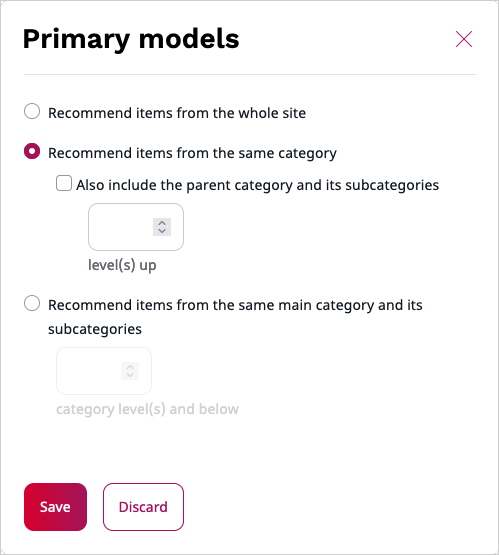 Primary models
Recommend items from the whole site
Recommend items from the same category
Also include the parent category and its subcategories
level(s) up
Recommend items from the same main category and its
subcategories
category level(s) and below
Save
Discard